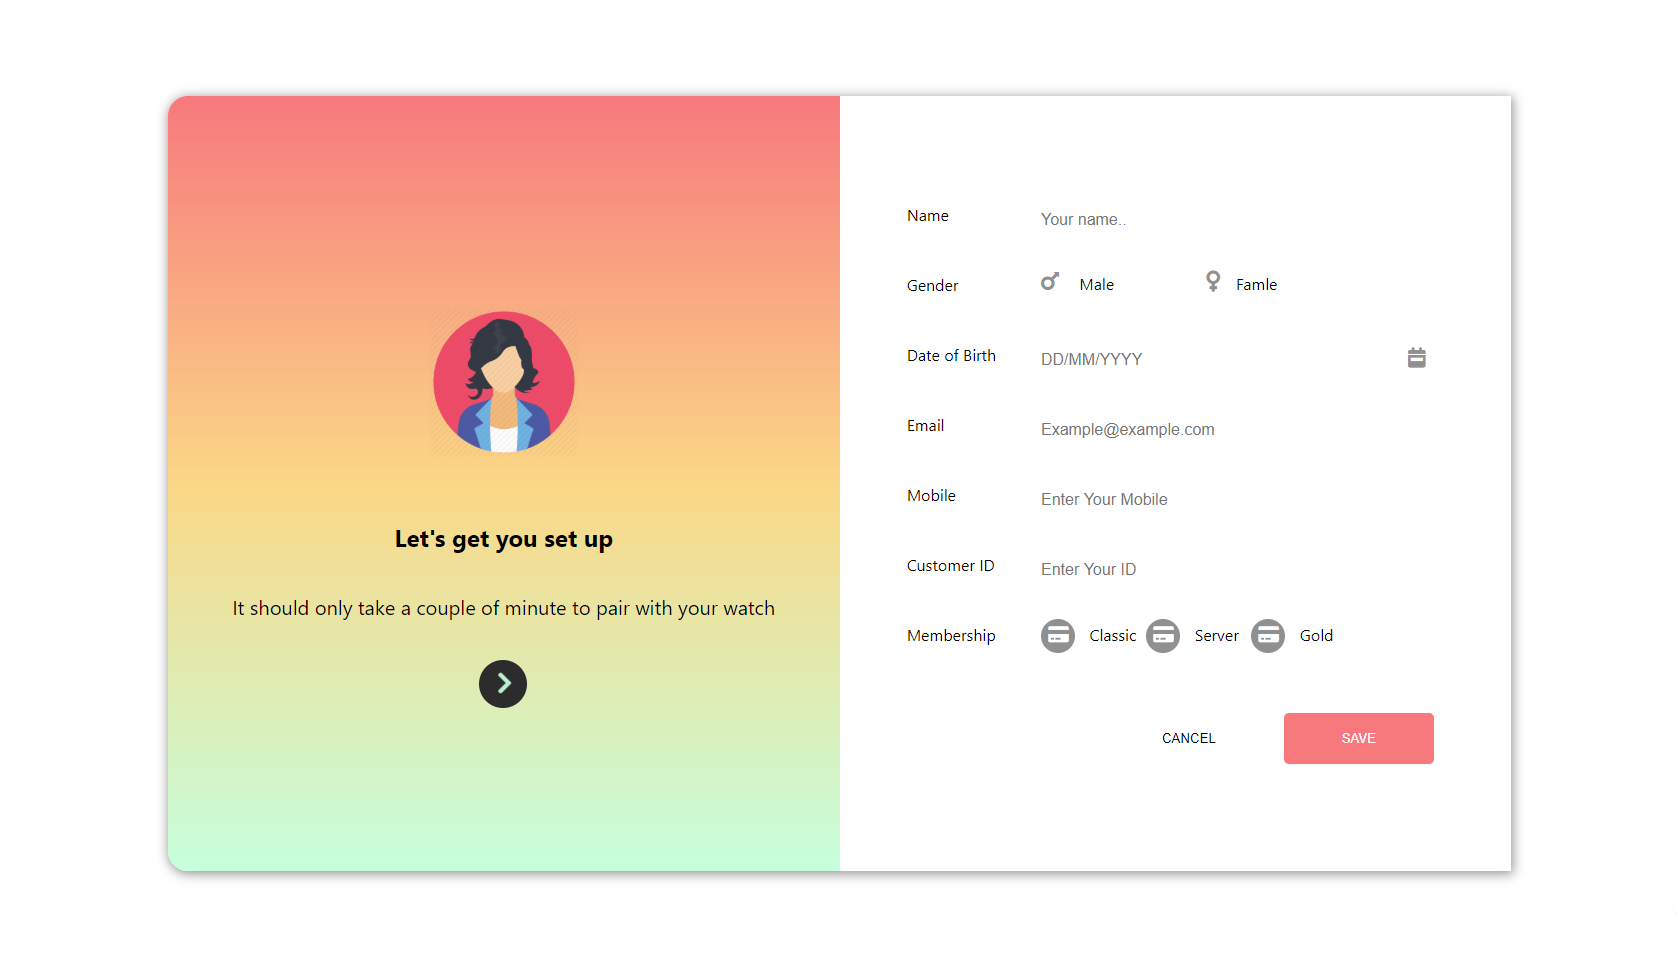 Let's get you set up
It should only take a couple of minute to pair with your watch
Name Your name..
Gender Male Famle
Date of Birth DD/MM/YYYY
Email Example@example.com
Mobile Enter Your Mobile
Customer ID Enter Your ID
Membership Classic Server Gold
CANCEL SAVE